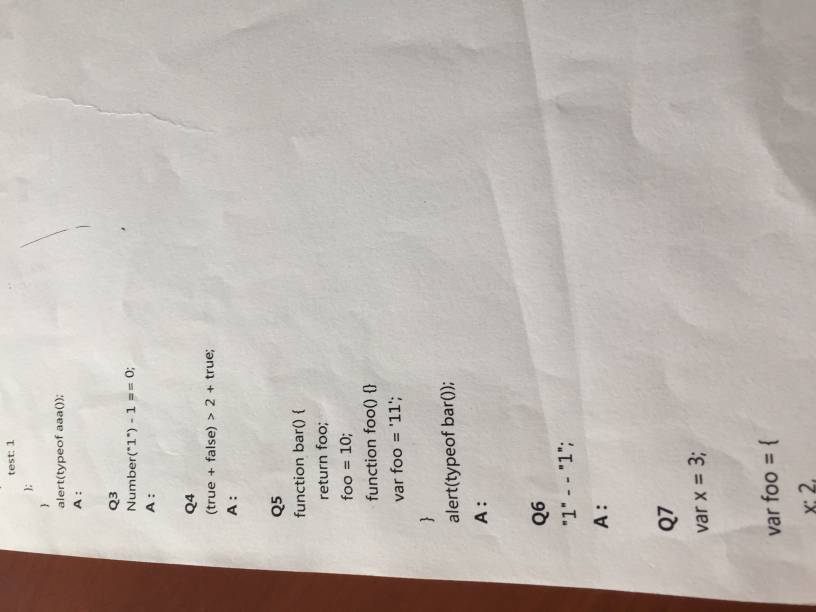 test: 1
};
}
alert(typeof aaa());
A :
Q3
Number("1") - 1 == 0;
A :
Q4
(true + false) > 2 + true;
A :
Q5
function bar() {
return foo;
foo = 10;
function foo() {}
var foo = '11';
}
alert(typeof bar());
A :
Q6
"1" - - "1";
A :
Q7
var x = 3;
var foo = {
x: 2,